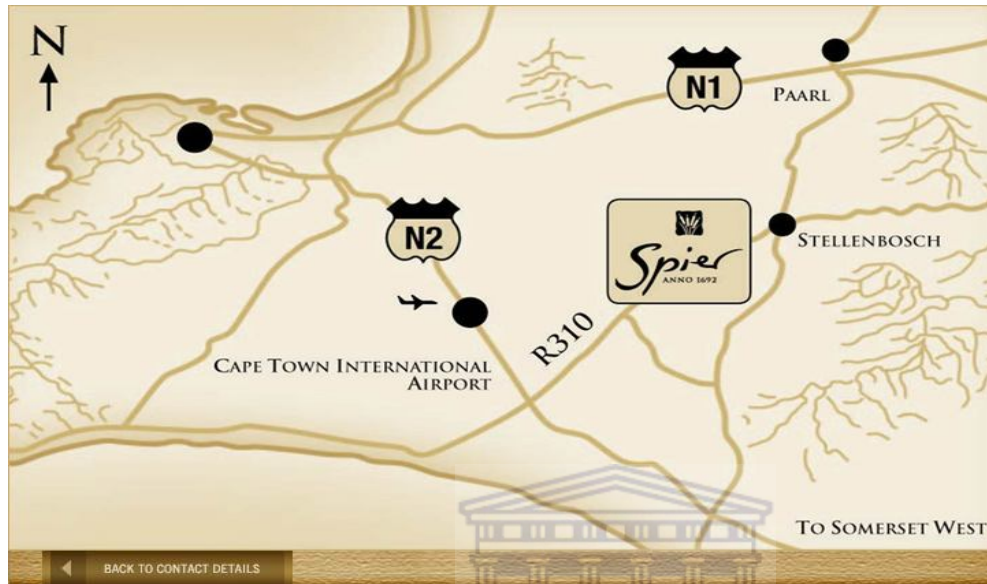 N
N1
PAARL
N2
STELLENBOSCH
Spier
ANNO 1692
R310
CAPE TOWN INTERNATIONAL
AIRPORT
TO SOMERSET WEST
BACK TO CONTACT DETAILS